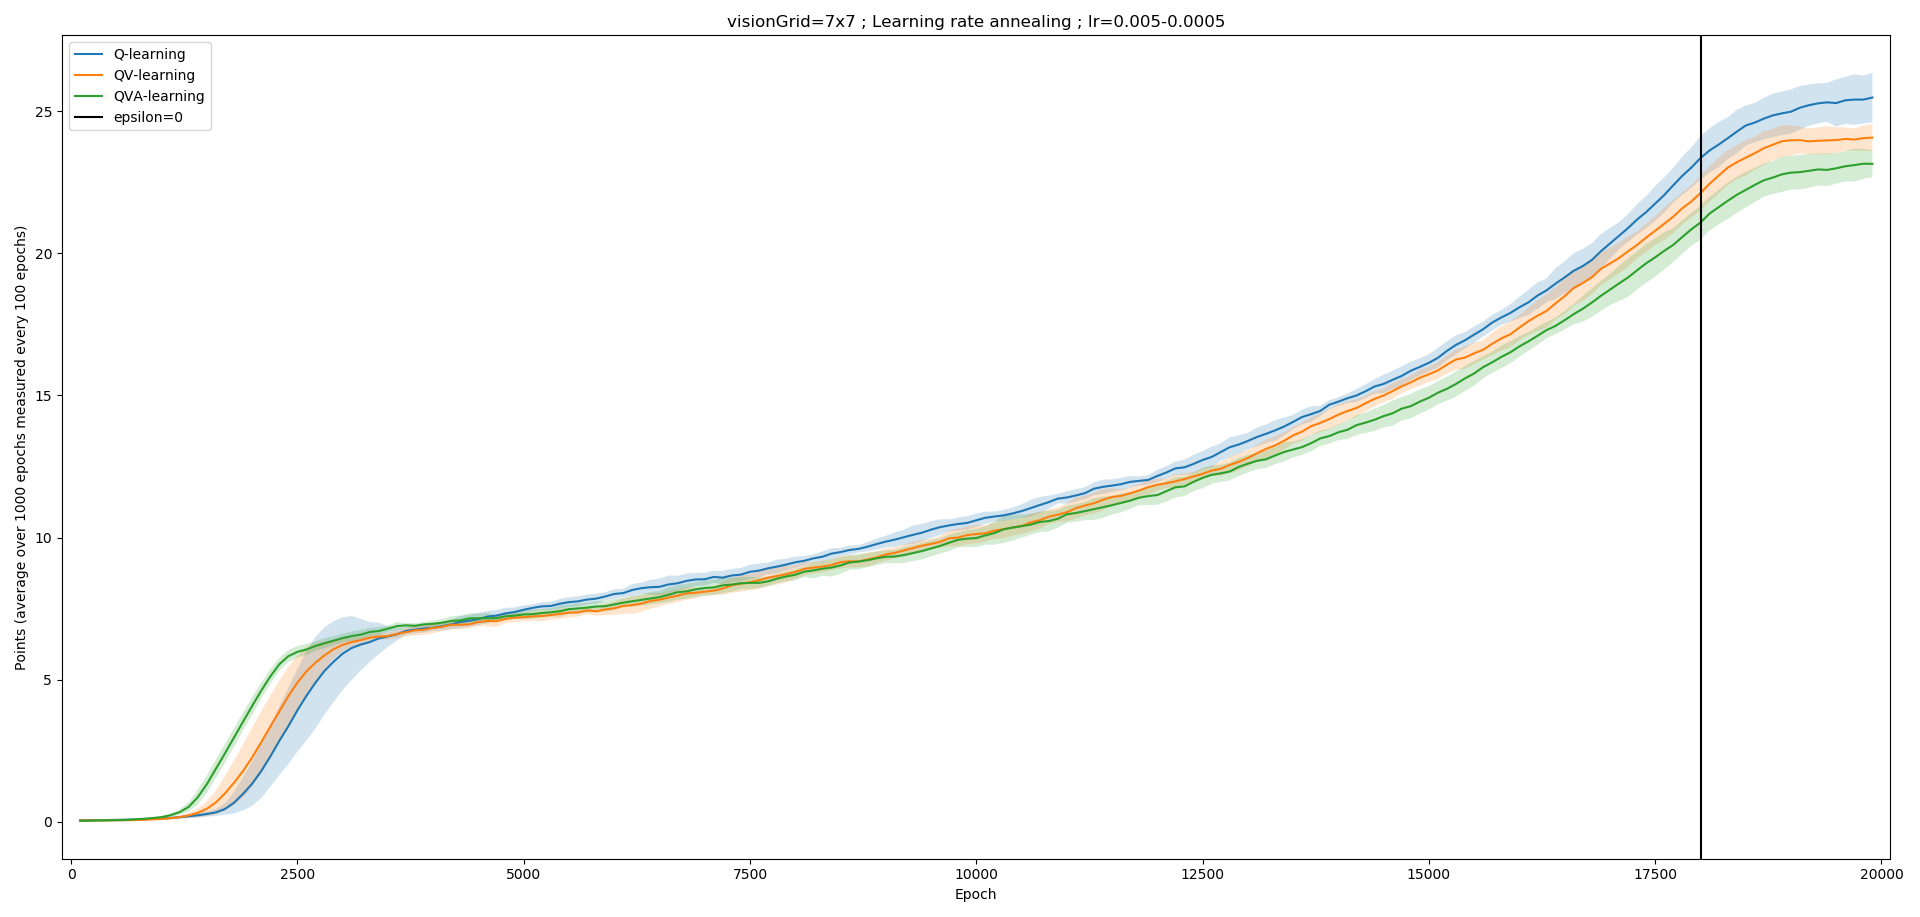 visionGrid=7x7 ; Learning rate annealing ; lr=0.005-0.0005
Q-learning
QV-learning
QVA-learning
epsilon=0
Points (average over 1000 epochs measured every 100 epochs)
25
20
15
10
5
0
0 2500 5000 7500 10000 12500 15000 17500 20000
Epoch